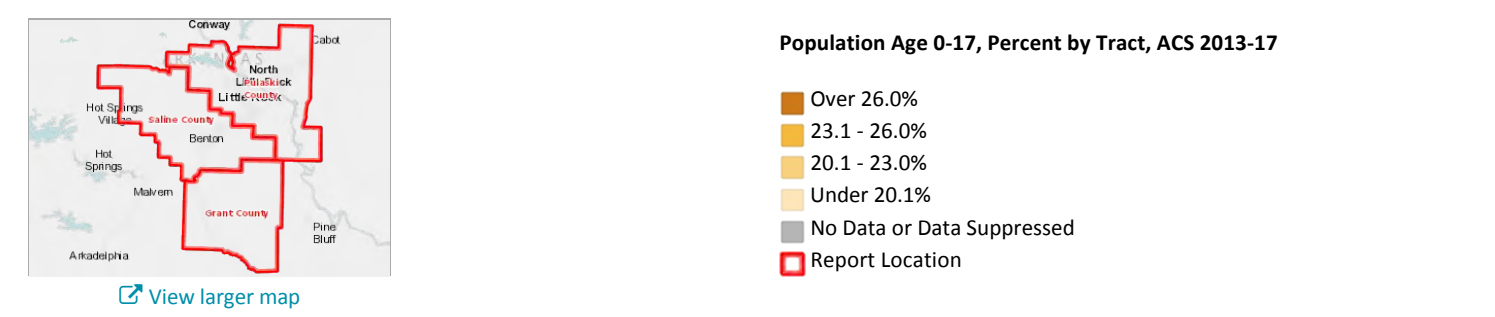 Conway
Cabot
North
Little Rock
Pulaski
County
Little Rock
Hot Springs
Village
Saline County
Benton
Hot
Springs
Malvern
Grant County
Pine
Bluff
Arkadelphia
View larger map
Population Age 0-17, Percent by Tract, ACS 2013-17
Over 26.0%
23.1 - 26.0%
20.1 - 23.0%
Under 20.1%
No Data or Data Suppressed
Report Location